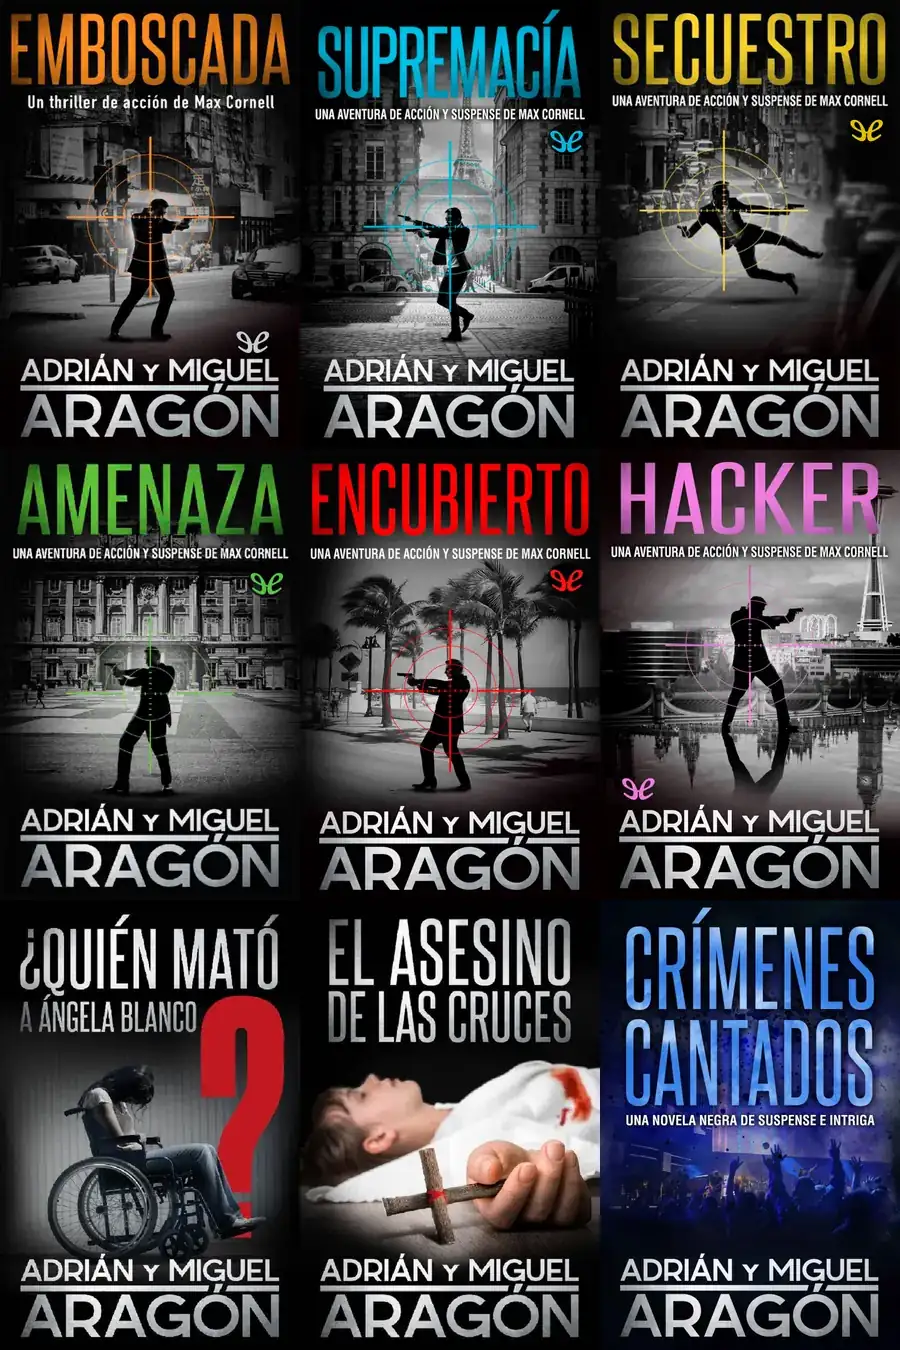 EMBOSCADA
Un thriller de acción de Max Cornell
ADRIÁN Y MIGUEL
ARAGÓN
SUPREMACÍA
UNA AVENTURA DE ACCIÓN Y SUSPENSE DE MAX CORNELL
ADRIÁN Y MIGUEL
ARAGÓN
SECUESTRO
UNA AVENTURA DE ACCIÓN Y SUSPENSE DE MAX CORNELL
ADRIÁN Y MIGUEL
ARAGÓN
AMENAZA
UNA AVENTURA DE ACCIÓN Y SUSPENSE DE MAX CORNELL
ADRIÁN Y MIGUEL
ARAGÓN
ENCUBIERTO
UNA AVENTURA DE ACCIÓN Y SUSPENSE DE MAX CORNELL
ADRIÁN Y MIGUEL
ARAGÓN
HACKER
UNA AVENTURA DE ACCIÓN Y SUSPENSE DE MAX CORNELL
ADRIÁN Y MIGUEL
ARAGÓN
¿QUIÉN MATÓ
A ÁNGELA BLANCO
?
ADRIÁN Y MIGUEL
ARAGÓN
EL ASESINO
DE LAS CRUCES
ADRIÁN Y MIGUEL
ARAGÓN
CRÍMENES
CANTADOS
UNA NOVELA NEGRA DE SUSPENSE E INTRIGA
ADRIÁN Y MIGUEL
ARAGÓN